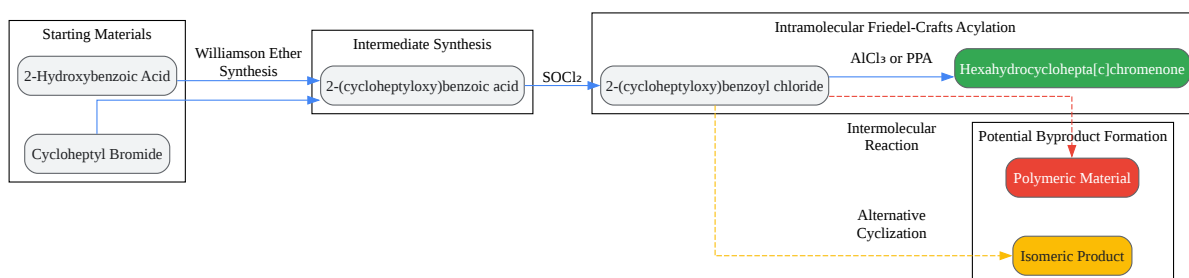 Starting Materials
2-Hydroxybenzoic Acid
Cycloheptyl Bromide
Williamson Ether
Synthesis
Intermediate Synthesis
2-(cycloheptyloxy)benzoic acid
SOCl₂
Intramolecular Friedel-Crafts Acylation
2-(cycloheptyloxy)benzoyl chloride
AlCl₃ or PPA
Hexahydrocyclohepta[c]chromenone
Intermolecular
Reaction
Potential Byproduct Formation
Polymeric Material
Alternative
Cyclization
Isomeric Product